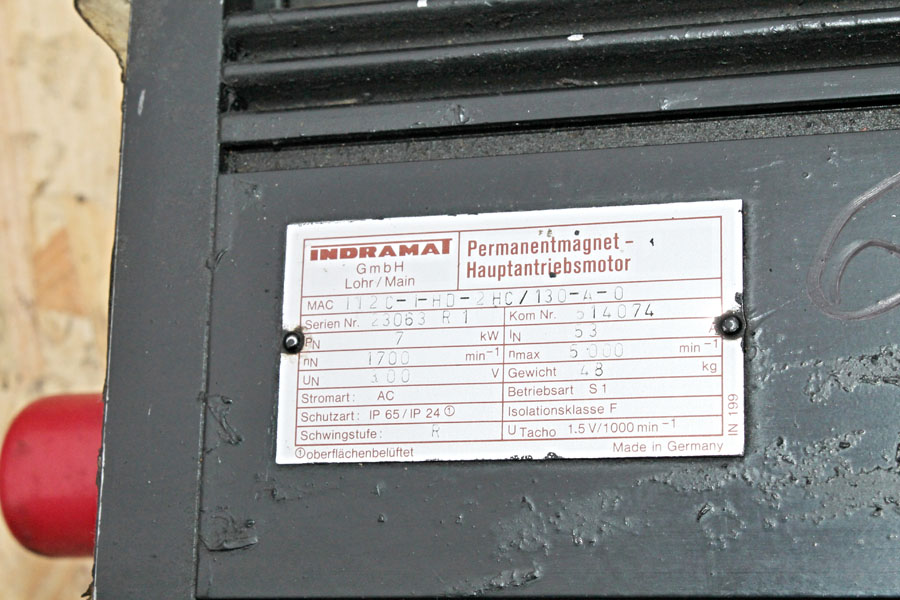 INDRAMAT
GmbH
Lohr/Main
Permanentmagnet-
Hauptantriebsmotor
MAC 112C-1-HD-2HC/130-A-0
Serien Nr. 23063 R1 Kom Nr. 514074
PN 7 kW IN 53 A
nN 1700 min⁻¹ nmax 5000 min⁻¹
UN 300 V Gewicht 48 kg
Stromart: AC Betriebsart S1
Schutzart: IP 65/IP 24 ① Isolationsklasse F
Schwingstufe: R U Tacho 1.5 V/1000 min⁻¹
①oberflächenbelüftet Made in Germany
IN 199